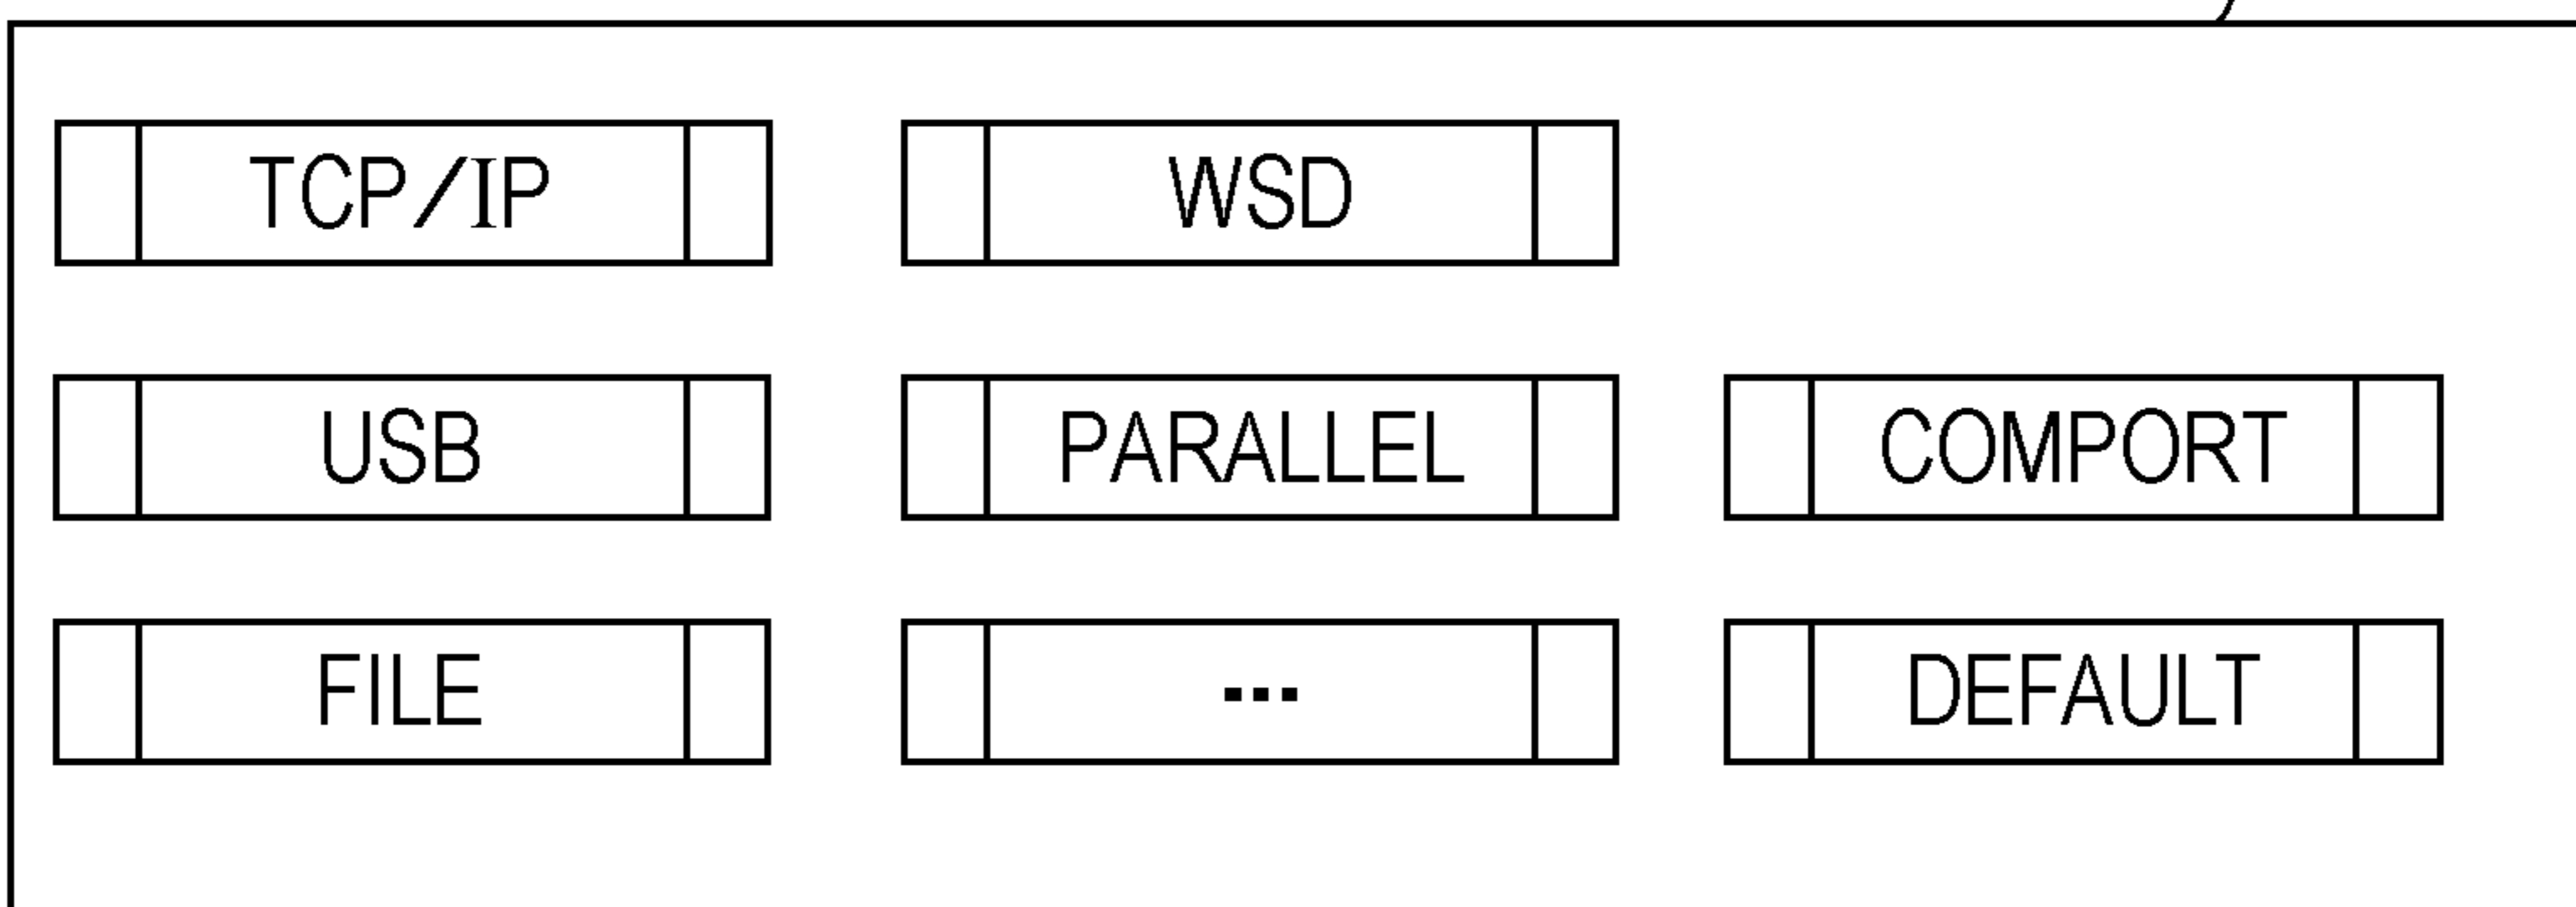 TCP/IP WSD
USB PARALLEL COMPORT
FILE ... DEFAULT